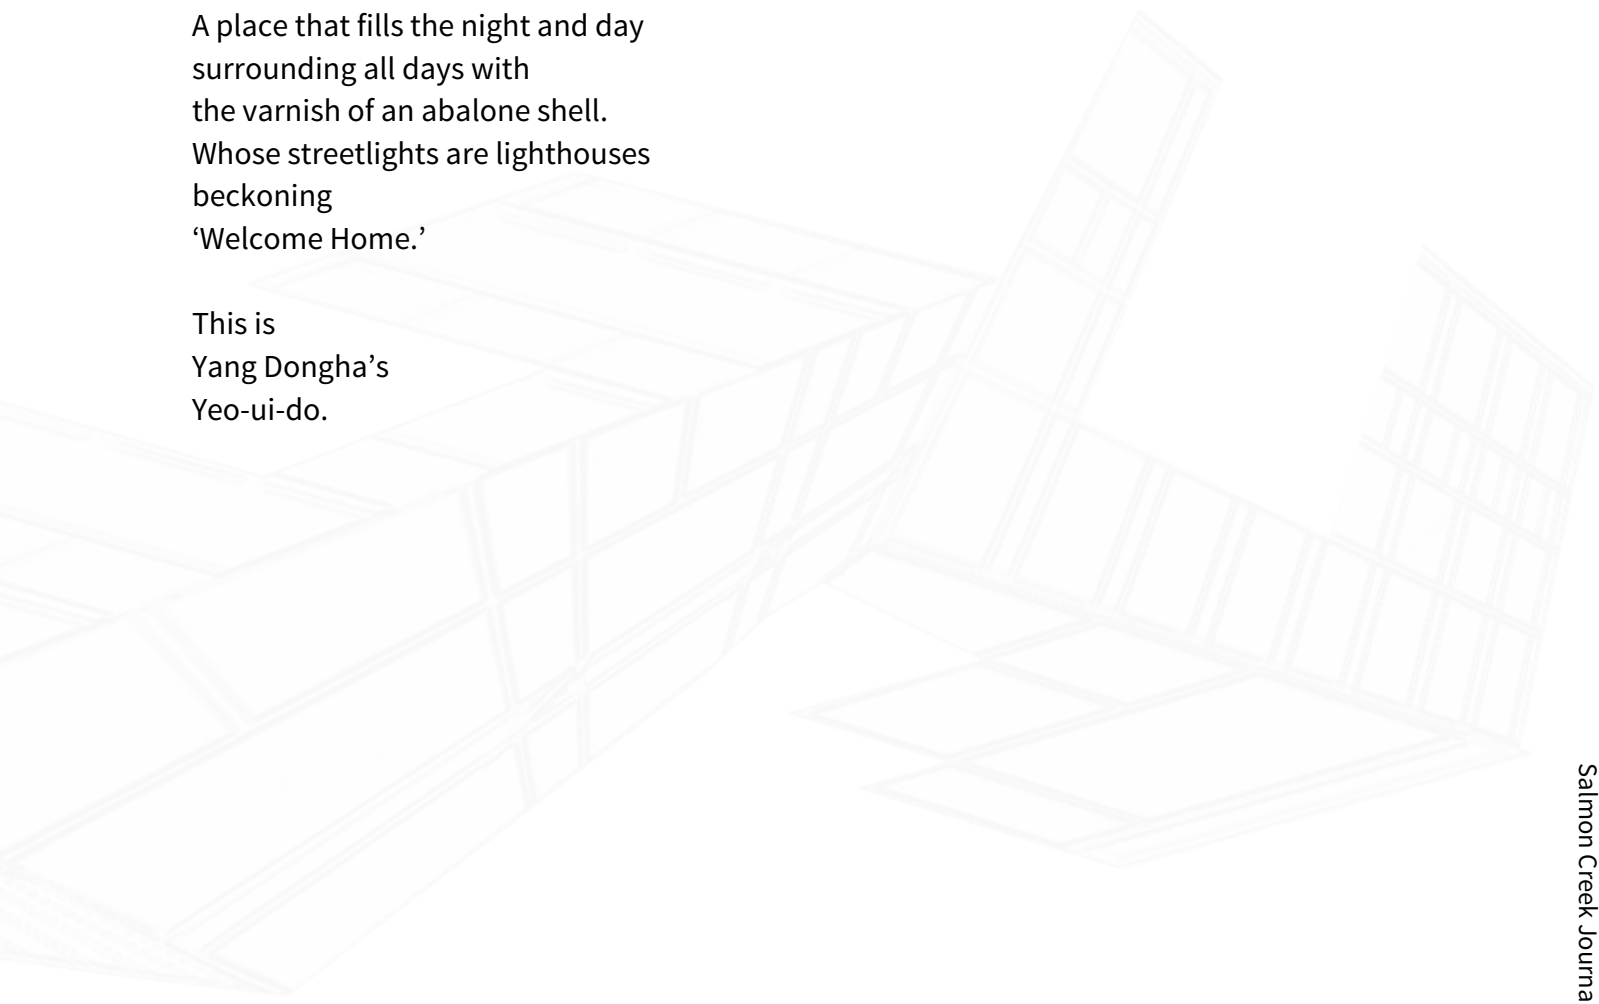 A place that fills the night and day
surrounding all days with
the varnish of an abalone shell.
Whose streetlights are lighthouses
beckoning
‘Welcome Home.’
This is
Yang Dongha’s
Yeo-ui-do.
Salmon Creek Journa